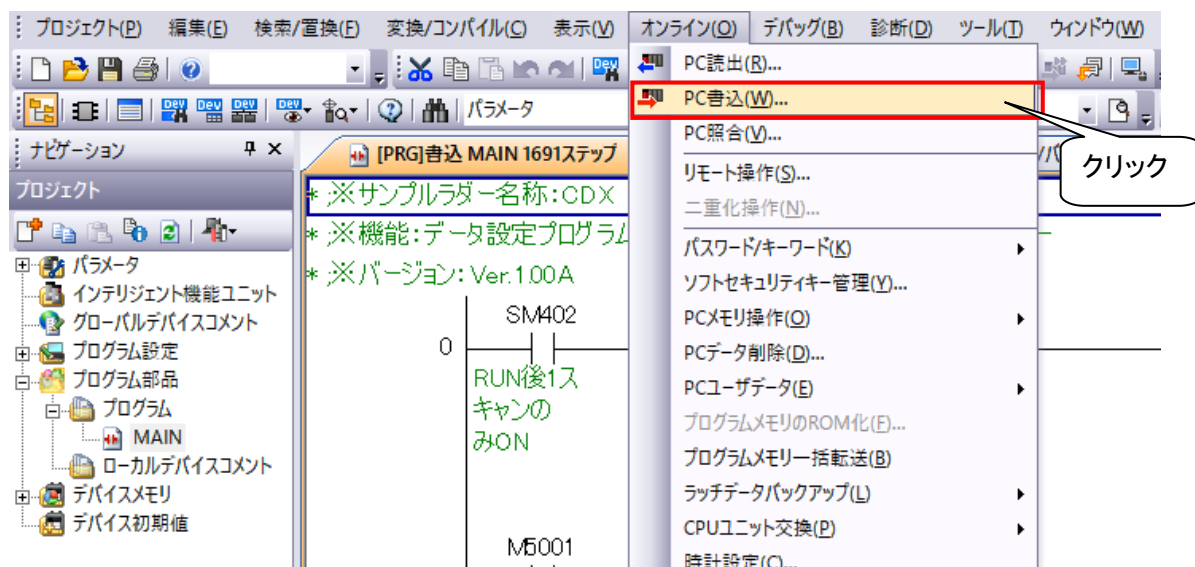 プロジェクト(P) 編集(E) 検索/置換(F) 変換/コンパイル(C) 表示(V) オンライン(O) デバッグ(B) 診断(D) ツール(T) ウィンドウ(W)
パラメータ
PC読出(R)...
PC書込(W)...
PC照合(V)...
リモート操作(S)...
二重化操作(N)...
パスワード/キーワード(K)
ソフトセキュリティキー管理(Y)...
PCメモリ操作(O)
PCデータ削除(D)...
PCユーザデータ(E)
プログラムメモリのROM化(F)...
プログラムメモリ一括転送(B)
ラッチデータバックアップ(L)
CPUユニット交換(P)
時計設定(C)...
クリック
ナビゲーション
プロジェクト
パラメータ
インテリジェント機能ユニット
グローバルデバイスコメント
プログラム設定
プログラム部品
プログラム
MAIN
ローカルデバイスコメント
デバイスメモリ
デバイス初期値
[PRG]書込 MAIN 1691ステップ
* ;※サンプルラダー名称:CDX
* ;※機能:データ設定プログラム
* ;※バージョン:Ver.1.00A
SM402
0
RUN後1ス
キャンの
みON
M5001